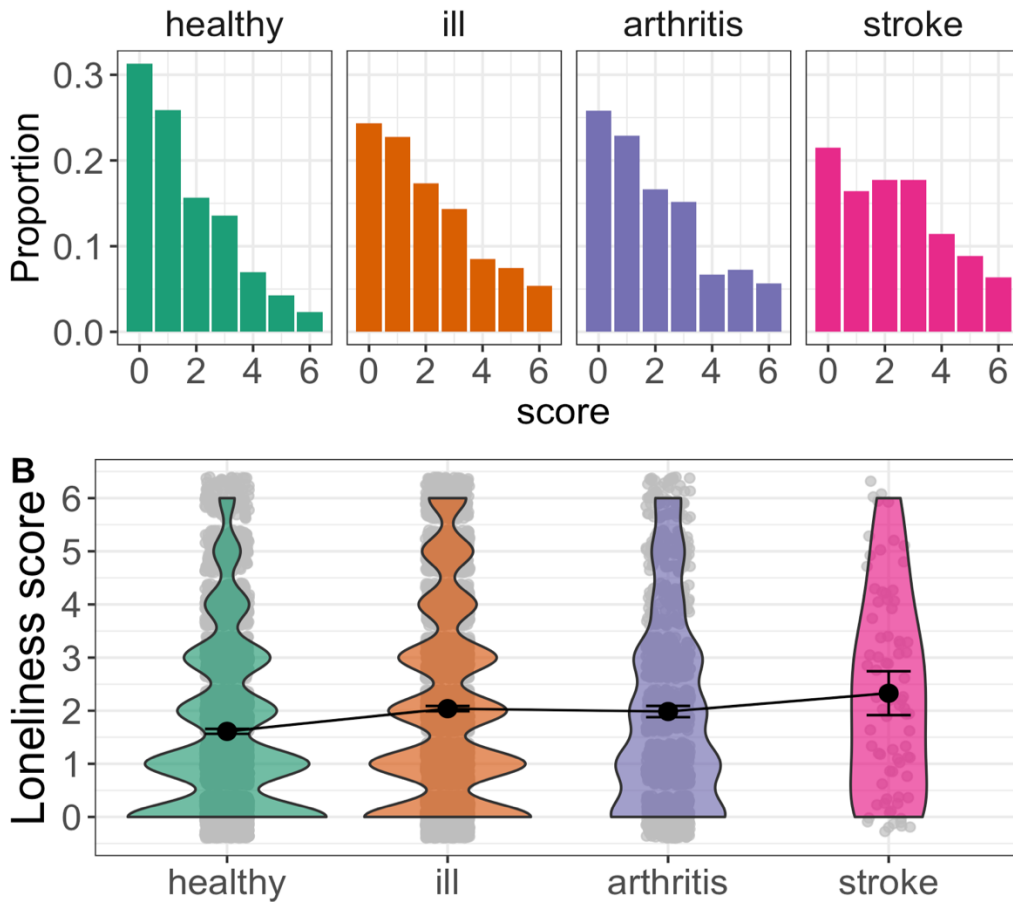 healthy ill arthritis stroke
Proportion
0.3
0.2
0.1
0.0
0 2 4 6 0 2 4 6 0 2 4 6 0 2 4 6
score
B
Loneliness score
6
5
4
3
2
1
0
healthy ill arthritis stroke